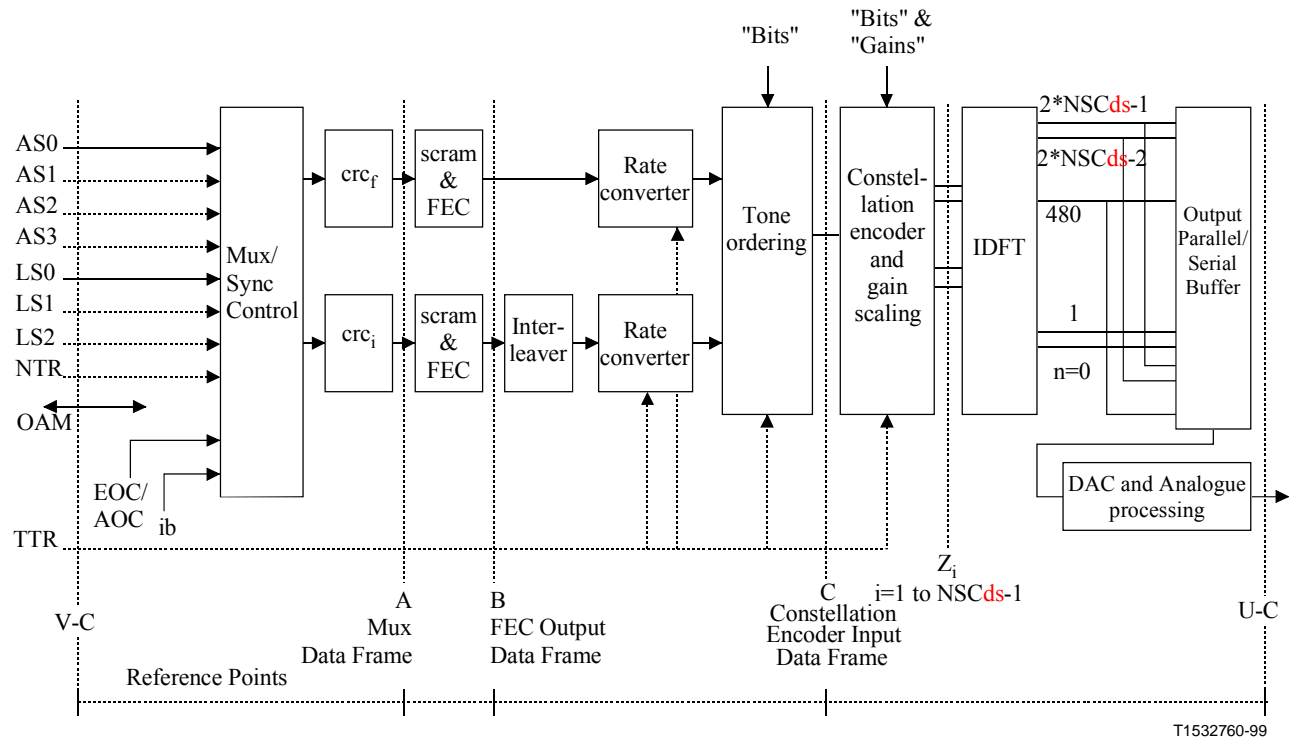 "Bits"
"Bits" &
"Gains"
AS0
AS1
AS2
AS3
LS0
LS1
LS2
NTR
OAM
EOC/
AOC
ib
TTR
Mux/
Sync
Control
crcf
crci
scram
&
FEC
scram
&
FEC
Inter-
leaver
Rate
converter
Rate
converter
Tone
ordering
Constel-
lation
encoder
and
gain
scaling
IDFT
2*NSCds-1
2*NSCds-2
480
1
n=0
Output
Parallel/
Serial
Buffer
DAC and Analogue
processing
V-C
A
Mux
Data Frame
B
FEC Output
Data Frame
C
Constellation
Encoder Input
Data Frame
Zi
i=1 to NSCds-1
U-C
Reference Points
T1532760-99